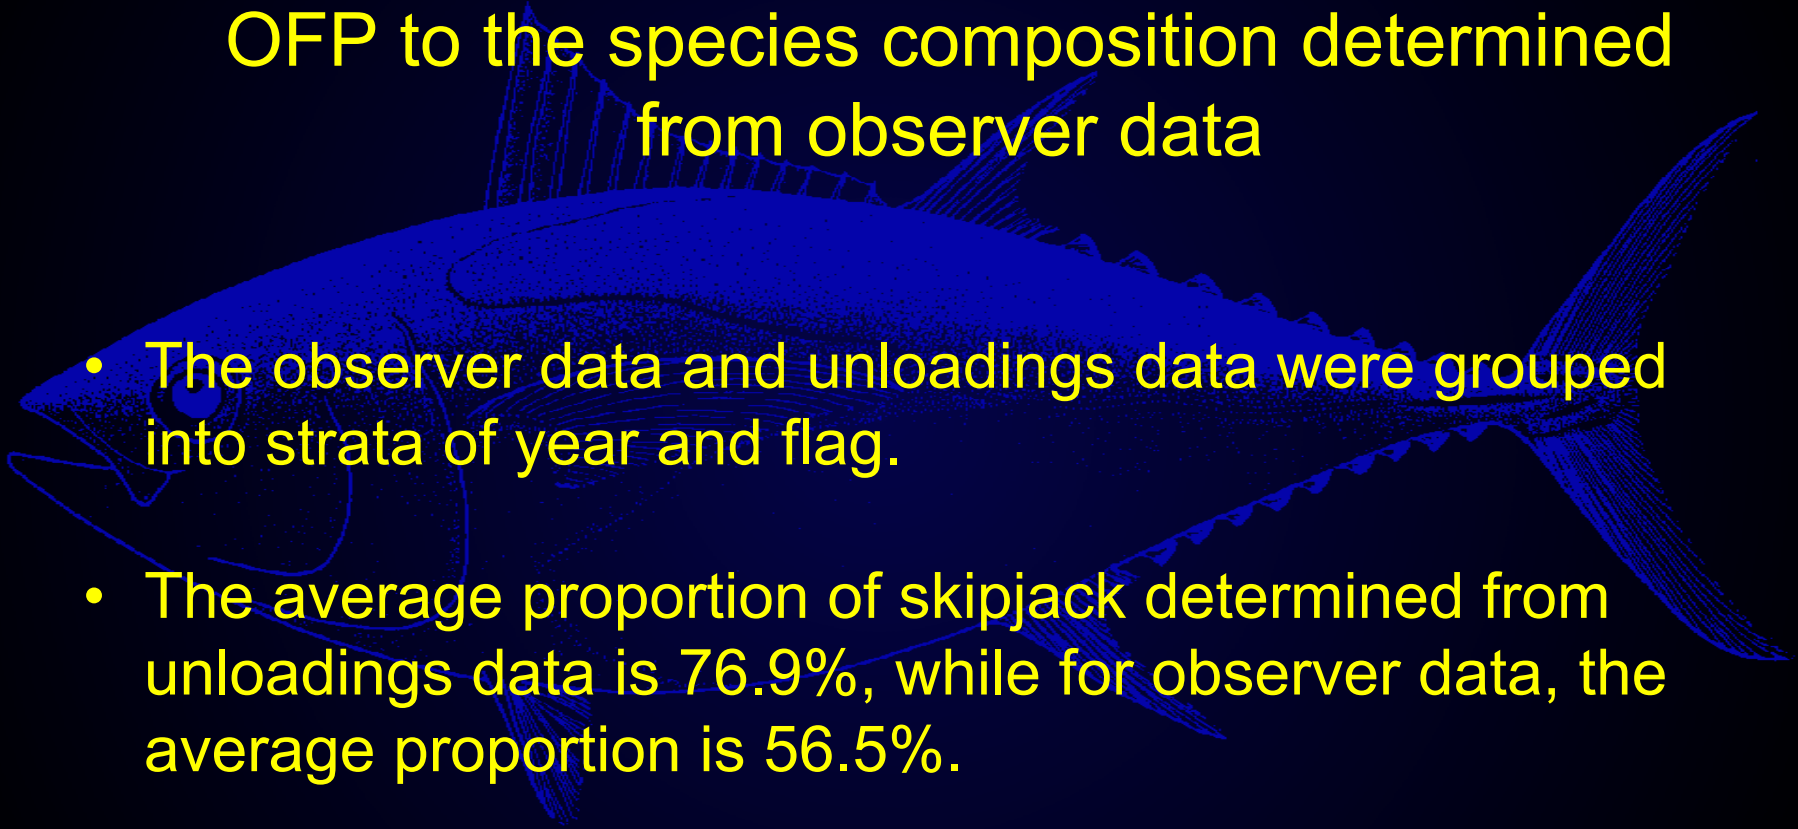 OFP to the species composition determined
from observer data
• The observer data and unloadings data were grouped
into strata of year and flag.
• The average proportion of skipjack determined from
unloadings data is 76.9%, while for observer data, the
average proportion is 56.5%.